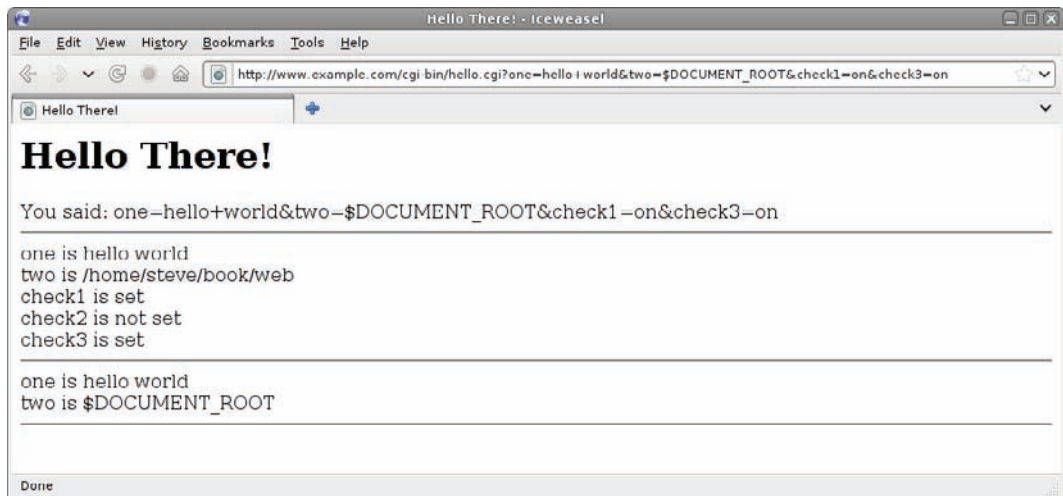 Hello There! - Iceweasel
File Edit View History Bookmarks Tools Help
http://www.example.com/cgi-bin/hello.cgi?one=hello+world&two=$DOCUMENT_ROOT&check1=on&check3=on
Hello There!
Hello There!
You said: one=hello+world&two=$DOCUMENT_ROOT&check1=on&check3=on
one is hello world
two is /home/steve/book/web
check1 is set
check2 is not set
check3 is set
one is hello world
two is $DOCUMENT_ROOT
Done